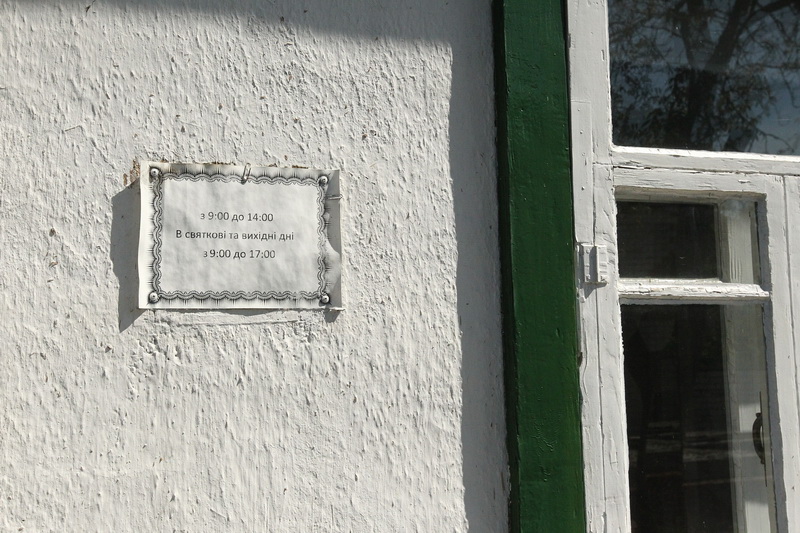 з 9:00 до 14:00
В святкові та вихідні дні
з 9:00 до 17:00